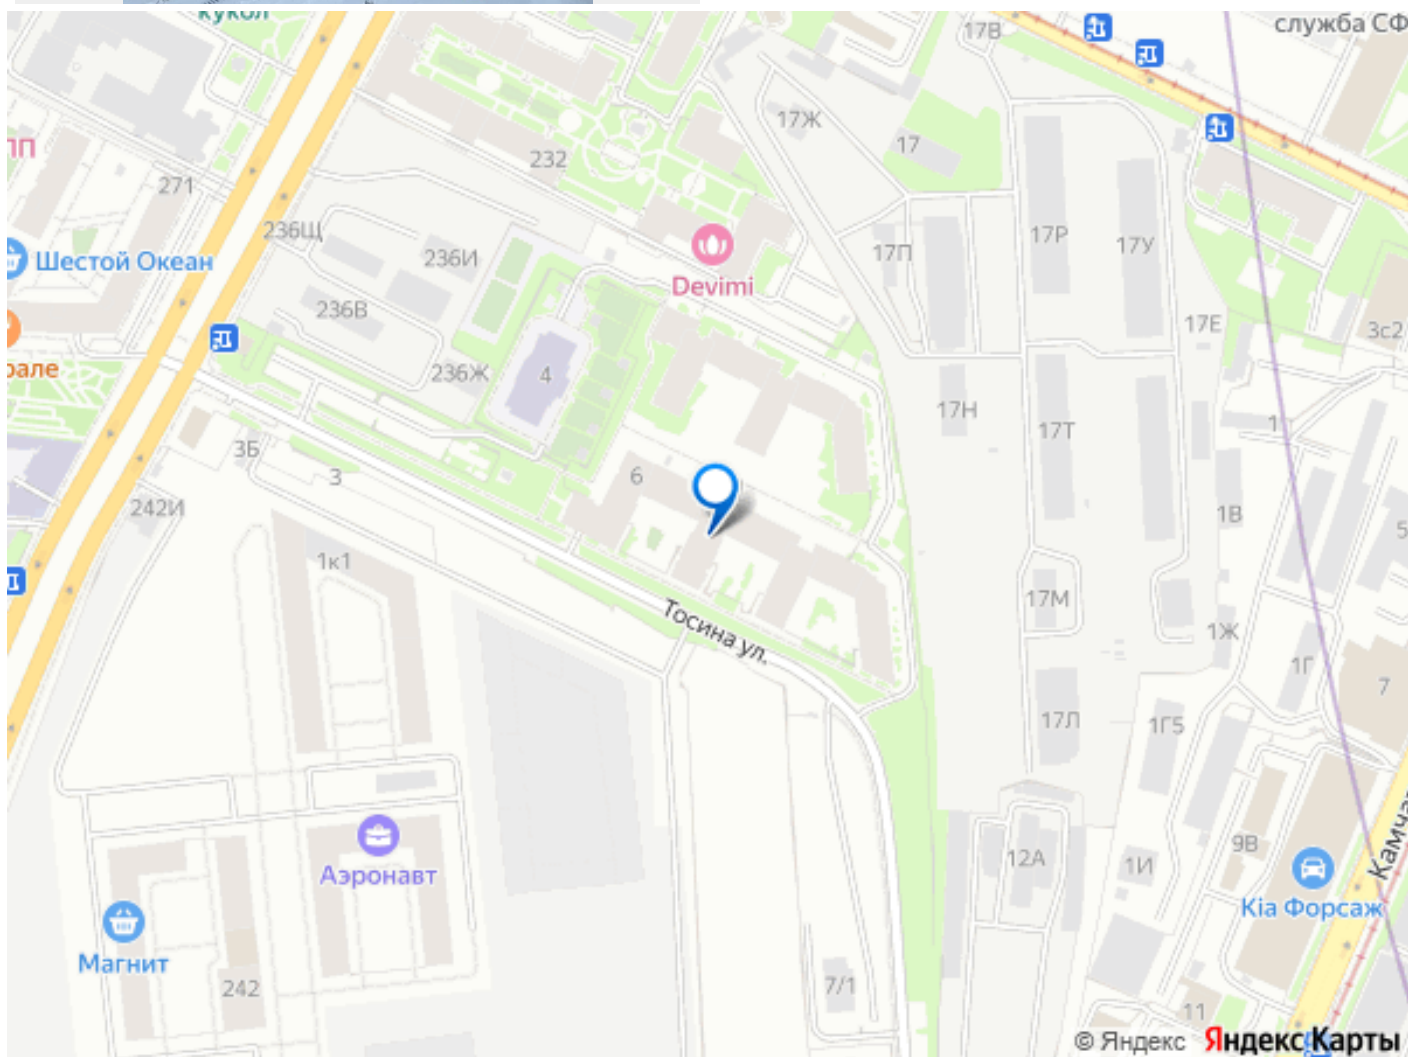 кукол
17В
служба СФ
17Ж
17
ПП
232
271
236Щ
17Р
17У
Шестой Океан
236И
17П
Devimi
236В
17Е
3с2
рале
236Ж
4
17Н
1
3Б
17Т
3
6
242И
1В
5
1к1
17М
Тосина ул.
1Ж
1Г
7
17Л
1Г5
Камча
9В
12А
1И
Аэронавт
Kia Форсаж
Магнит
242
7/1
11
© Яндекс Яндекс Карты